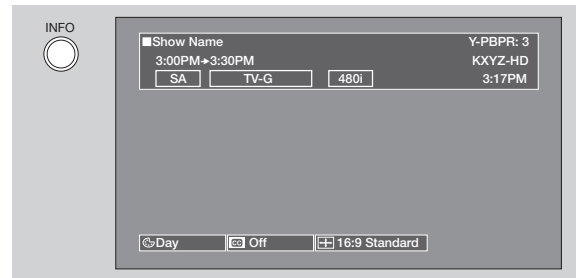 INFO
■Show Name Y-PBPR: 3
3:00PM→3:30PM KXYZ-HD
SA TV-G 480i 3:17PM
Day CC Off 16:9 Standard